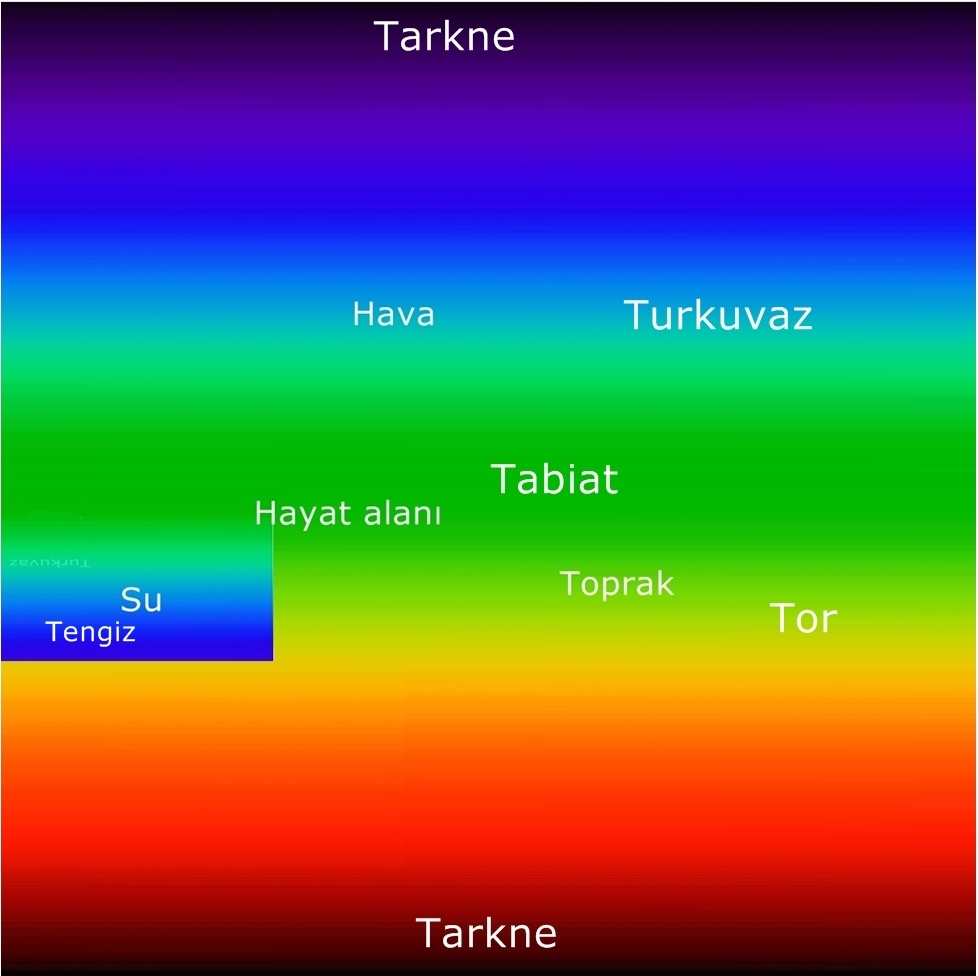 Tarkne
Hava
Turkuvaz
Tabiat
Hayat alanı
Turkuvaz
Toprak
Su
Tor
Tengiz
Tarkne